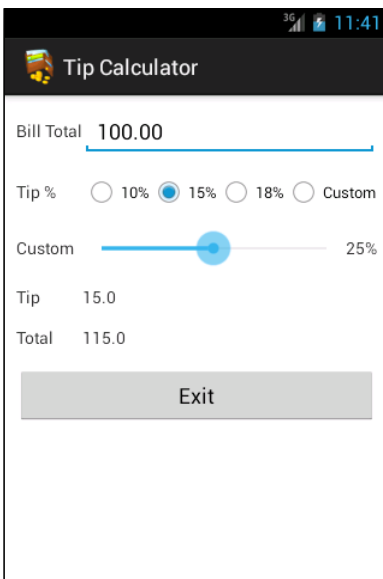 3G 11:41
Tip Calculator
Bill Total 100.00
Tip % 10% 15% 18% Custom
Custom 25%
Tip 15.0
Total 115.0
Exit